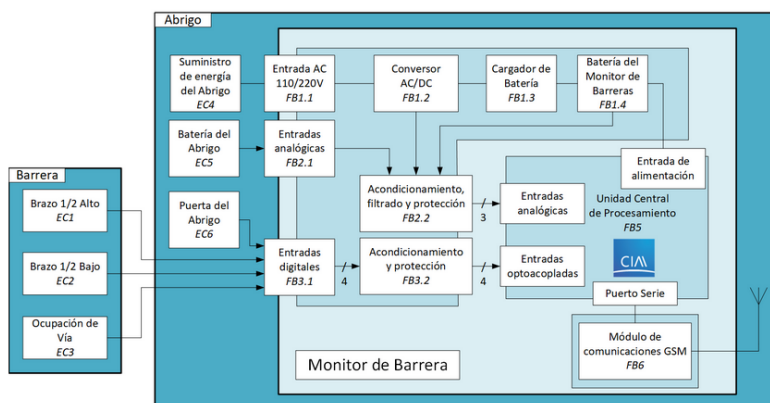 Abrigo
Suministro
de energía
del Abrigo
EC4
Entrada AC
110/220V
FB1.1
Conversor
AC/DC
FB1.2
Cargador de
Batería
FB1.3
Batería del
Monitor de
Barreras
FB1.4
Batería del
Abrigo
EC5
Entradas
analógicas
FB2.1
Entrada de
alimentación
Barrera
Brazo 1/2 Alto
EC1
Puerta del
Abrigo
EC6
Acondicionamiento,
filtrado y protección
FB2.2
3
Entradas
analógicas
Unidad Central
de Procesamiento
FB5
Brazo 1/2 Bajo
EC2
Entradas
digitales
FB3.1
4
Acondicionamiento
y protección
FB3.2
4
Entradas
optoacopladas
CIAA
Puerto Serie
Ocupación de
Vía
EC3
Monitor de Barrera
Módulo de
comunicaciones GSM
FB6